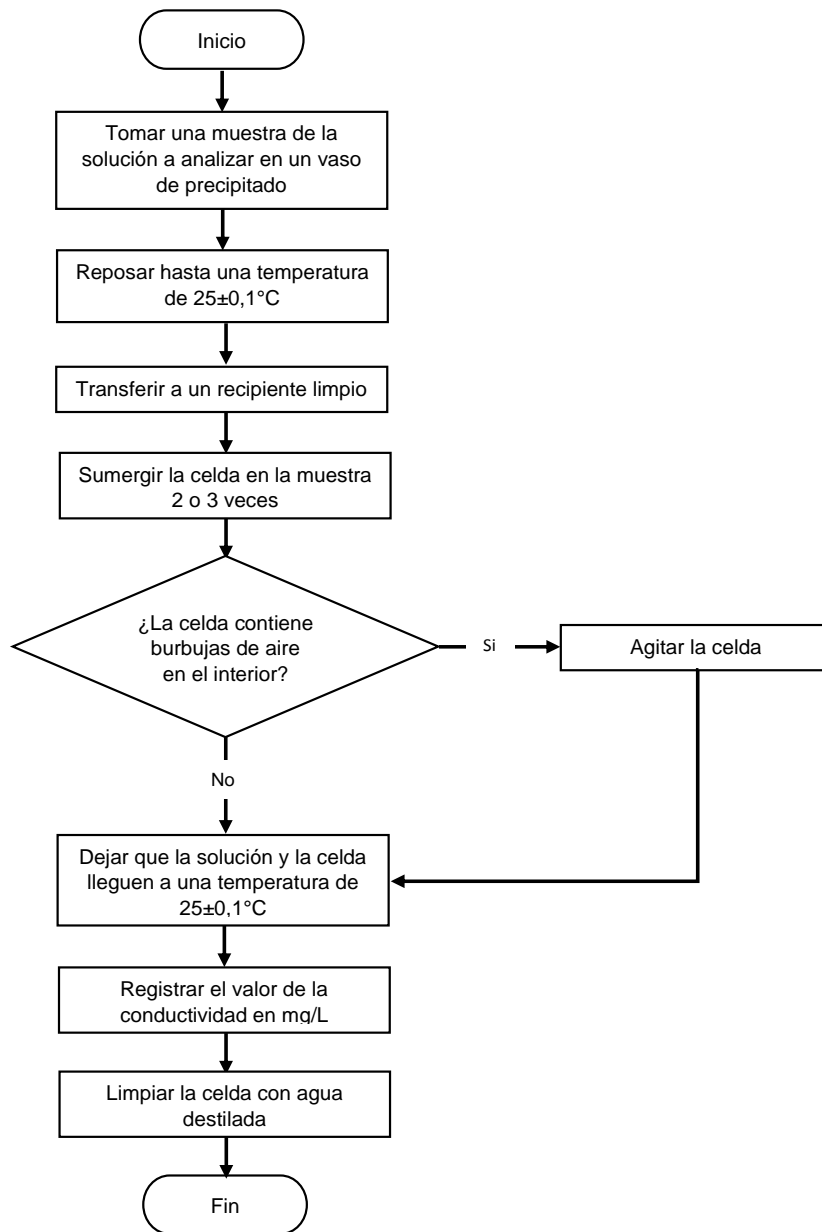 Inicio
Tomar una muestra de la
solución a analizar en un vaso
de precipitado
Reposar hasta una temperatura
de 25±0,1°C
Transferir a un recipiente limpio
Sumergir la celda en la muestra
2 o 3 veces
¿La celda contiene
burbujas de aire
en el interior?
Si
Agitar la celda
No
Dejar que la solución y la celda
lleguen a una temperatura de
25±0,1°C
Registrar el valor de la
conductividad en mg/L
Limpiar la celda con agua
destilada
Fin